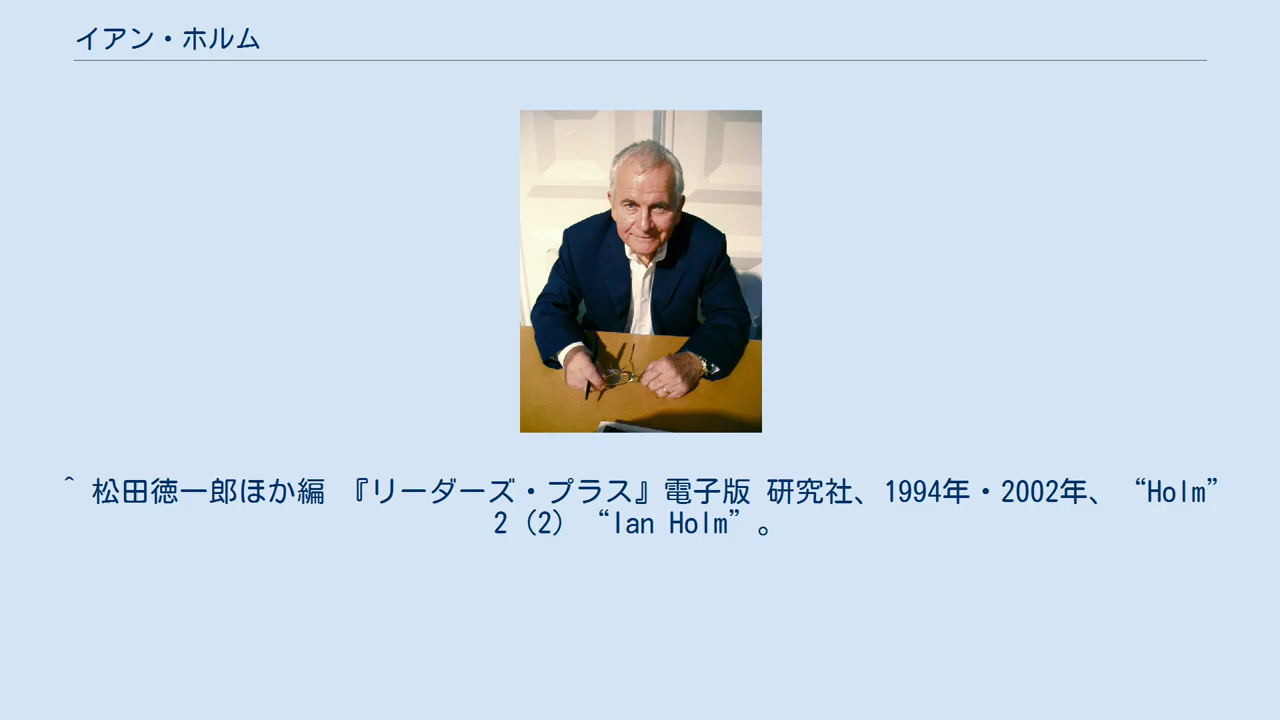 イアン・ホルム
^ 松田徳一郎ほか編 『リーダーズ・プラス』電子版 研究社、1994年・2002年、“Holm”
2（2）“Ian Holm”。